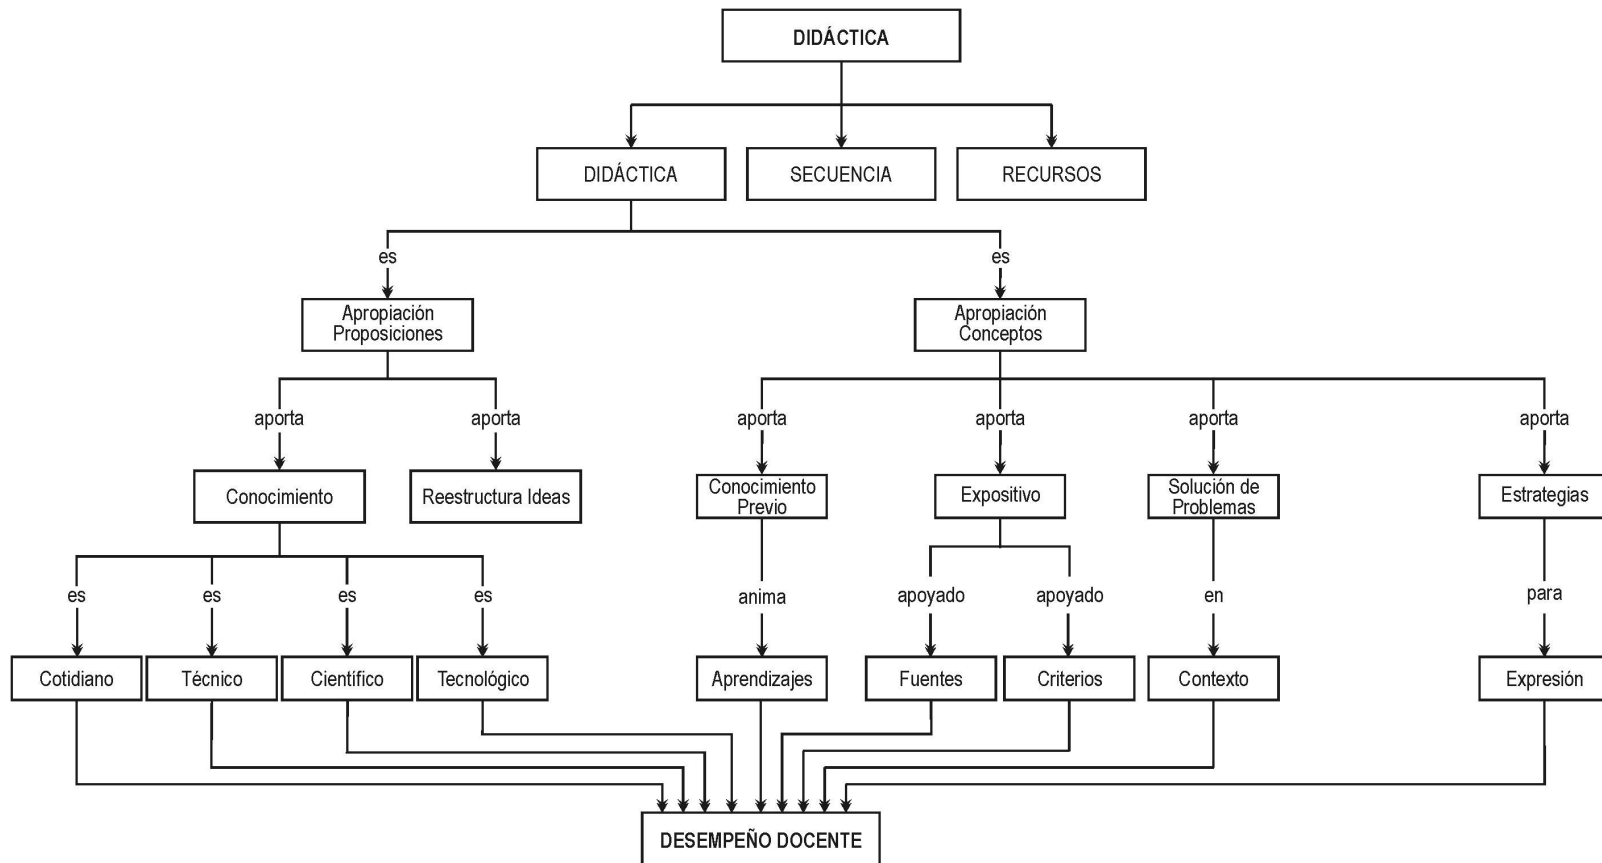 DIDÁCTICA
DIDÁCTICA
SECUENCIA
RECURSOS
es
es
Apropiación
Proposiciones
Apropiación
Conceptos
aporta
aporta
aporta
aporta
aporta
aporta
Conocimiento
Reestructura Ideas
Conocimiento
Previo
Expositivo
Solución de
Problemas
Estrategias
es
es
es
es
anima
apoyado
apoyado
en
para
Cotidiano
Técnico
Científico
Tecnológico
Aprendizajes
Fuentes
Criterios
Contexto
Expresión
DESEMPEÑO DOCENTE